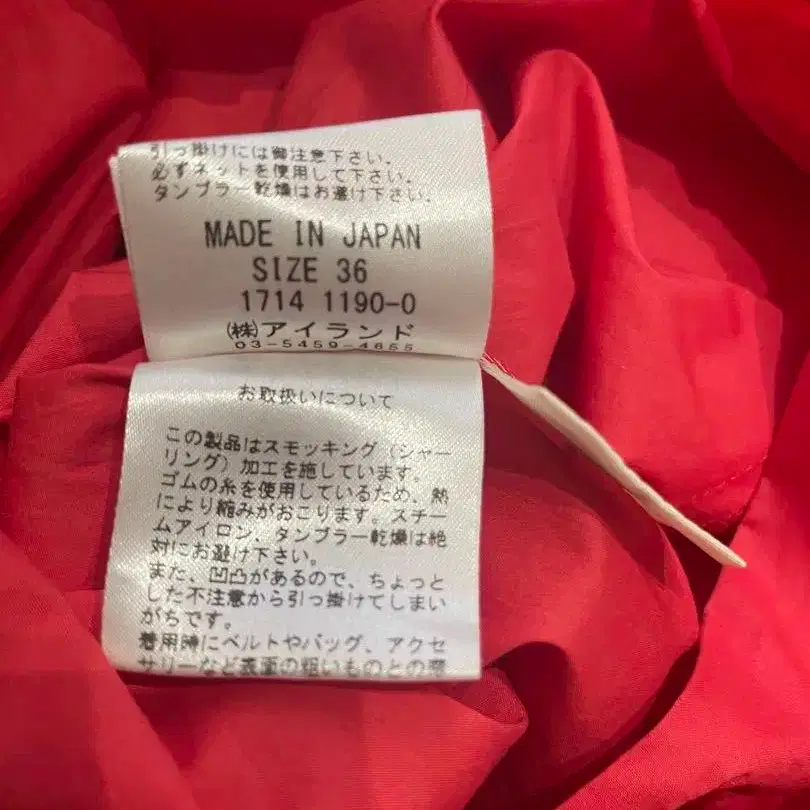 引っ掛けには御注意下さい。
必ずネットを使用して下さい。
タンブラー乾燥はお避け下さい。
MADE IN JAPAN
SIZE 36
1714 1190-0
(株)アイランド
03-5459-4655
お取扱いについて
この製品はスモッキング(シャー
リング)加工を施しています。
ゴムの糸を使用しているため、熱
により縮みがおこります。スチー
ムアイロン、タンブラー乾燥は絶
対にお避け下さい。
また、凹凸があるので、ちょっと
した不注意から引っ掛けてしまい
がちです。
着用時にベルトやバッグ、アクセ
サリーなど表面の粗いものとの摩